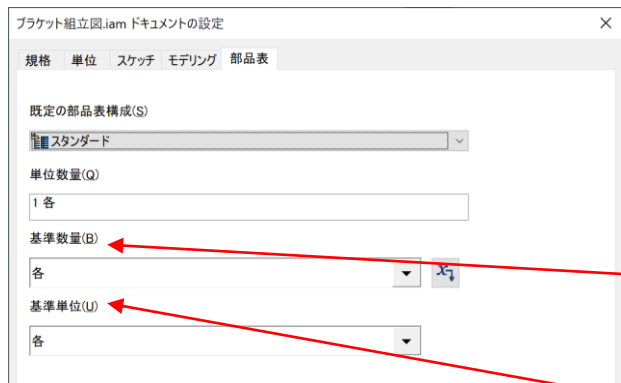 ブラケット組立図.iam ドキュメントの設定
規格 単位 スケッチ モデリング 部品表
既定の部品表構成(S)
スタンダード
単位数量(Q)
1 各
基準数量(B)
各
基準単位(U)
各